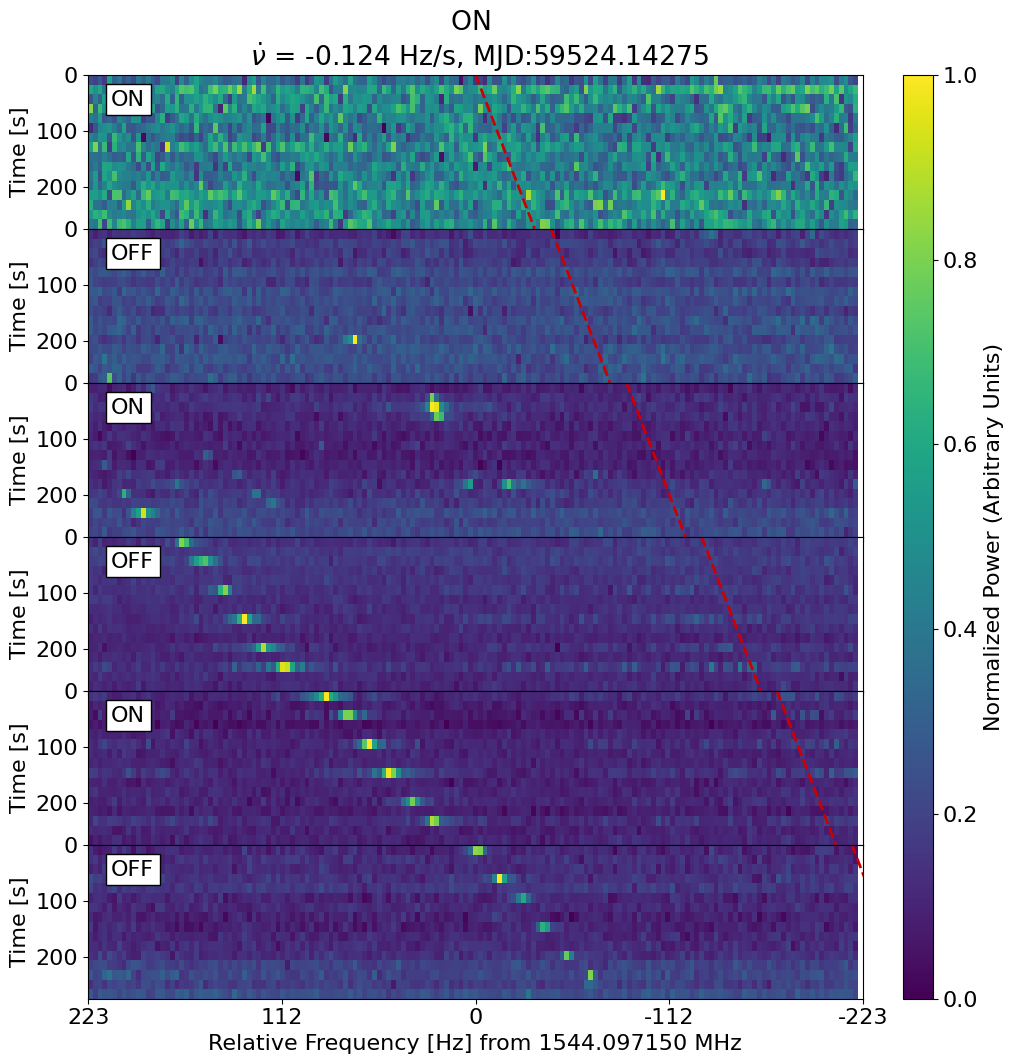 ON
ν̇ = -0.124 Hz/s, MJD:59524.14275
0
100
200
Time [s]
ON
0
100
200
Time [s]
OFF
0
100
200
Time [s]
ON
0
100
200
Time [s]
OFF
0
100
200
Time [s]
ON
0
100
200
Time [s]
OFF
223 112 0 -112 -223
Relative Frequency [Hz] from 1544.097150 MHz
1.0
0.8
0.6
0.4
0.2
0.0
Normalized Power (Arbitrary Units)